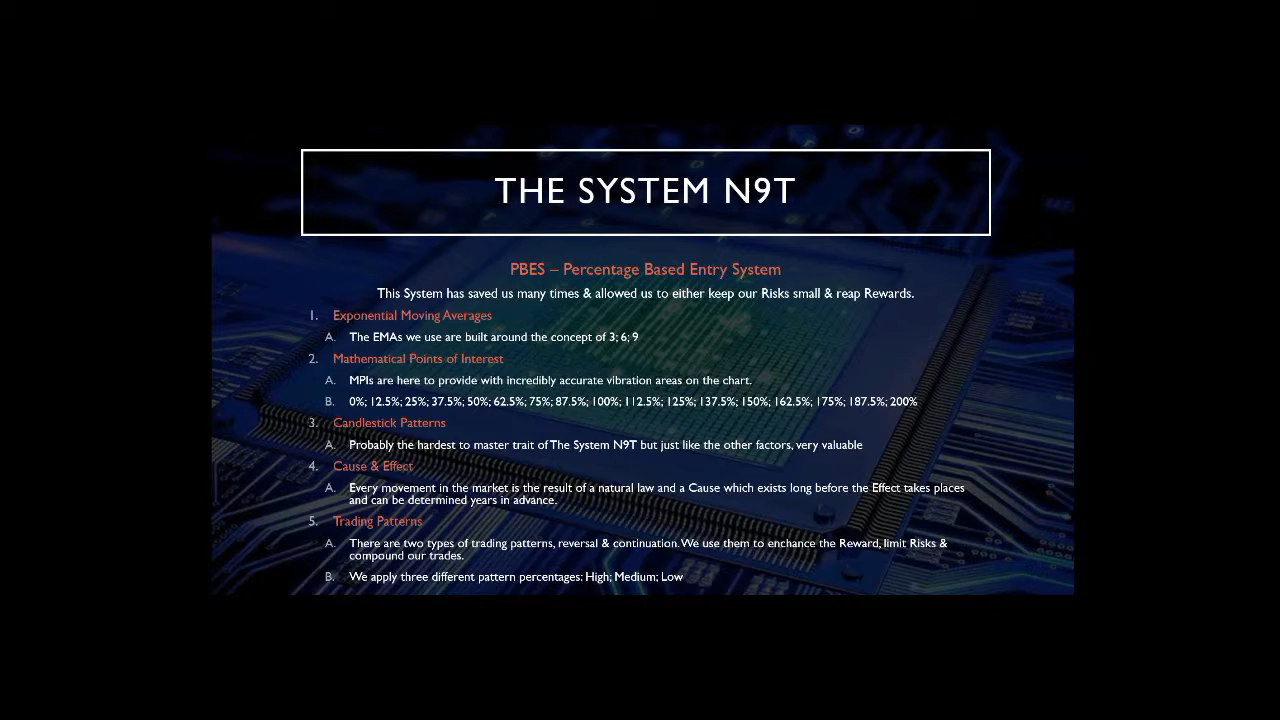 THE SYSTEM N9T
PBES – Percentage Based Entry System
This System has saved us many times & allowed us to either keep our Risks small & reap Rewards.
1. Exponential Moving Averages
A. The EMAs we use are built around the concept of 3; 6; 9
2. Mathematical Points of Interest
A. MPIs are here to provide with incredibly accurate vibration areas on the chart.
B. 0%; 12.5%; 25%; 37.5%; 50%; 62.5%; 75%; 87.5%; 100%; 112.5%; 125%; 137.5%; 150%; 162.5%; 175%; 187.5%; 200%
3. Candlestick Patterns
A. Probably the hardest to master trait of The System N9T but just like the other factors, very valuable
4. Cause & Effect
A. Every movement in the market is the result of a natural law and a Cause which exists long before the Effect takes places
and can be determined years in advance.
5. Trading Patterns
A. There are two types of trading patterns, reversal & continuation. We use them to enchance the Reward, limit Risks &
compound our trades.
B. We apply three different pattern percentages: High; Medium; Low